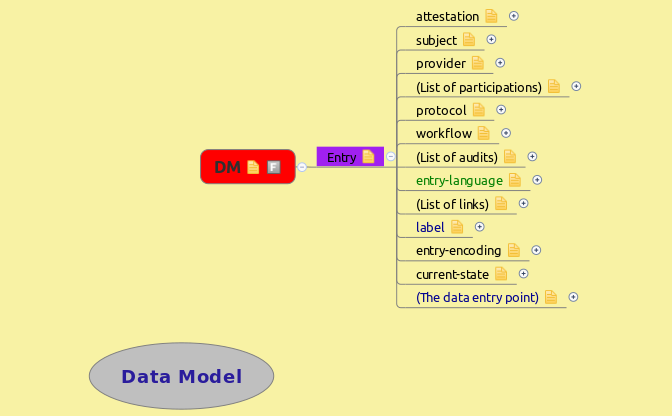 attestation
subject
provider
(List of participations)
protocol
workflow
DM F
Entry
(List of audits)
entry-language
(List of links)
label
entry-encoding
current-state
(The data entry point)
Data Model